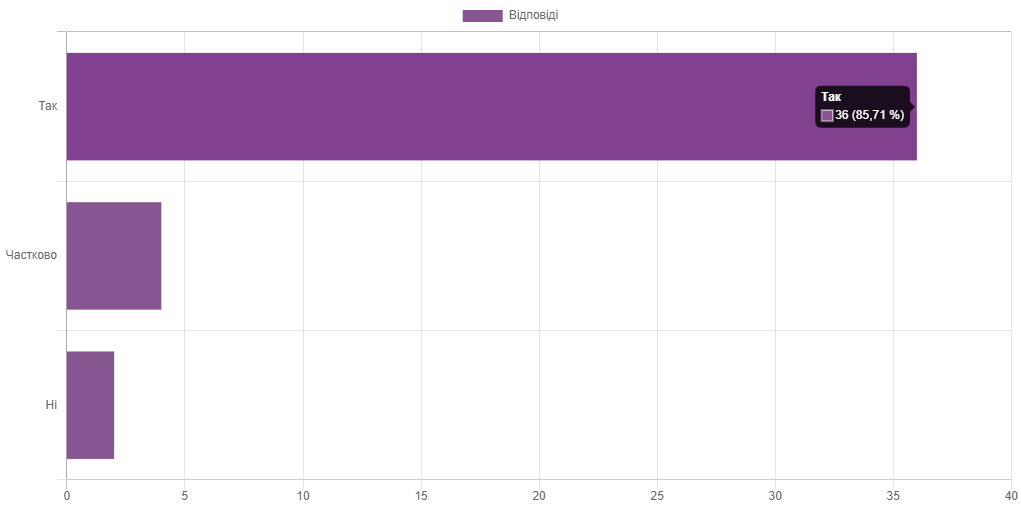 Відповіді
Так
Так
36 (85,71 %)
Частково
Ні
0 5 10 15 20 25 30 35 40